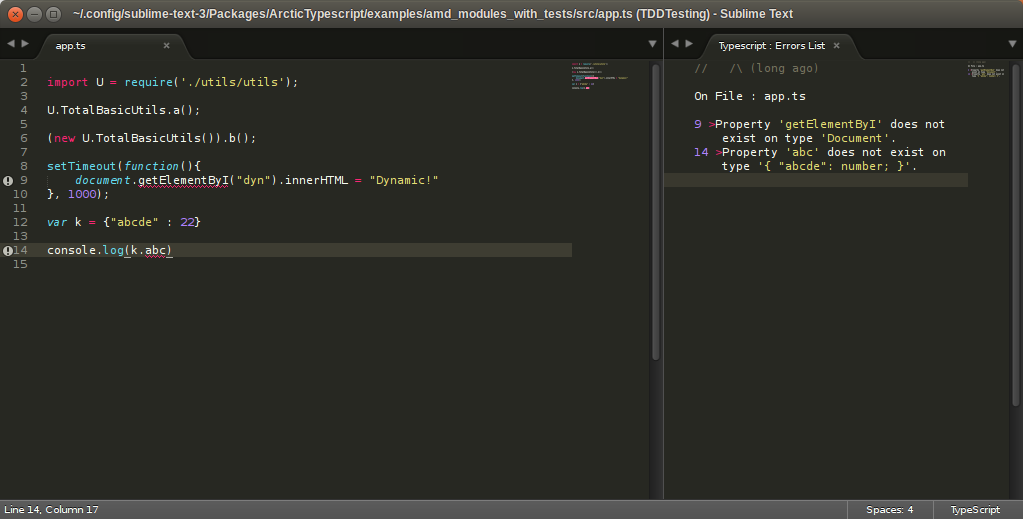 ~/.config/sublime-text-3/Packages/ArcticTypescript/examples/amd_modules_with_tests/src/app.ts (TDDTesting) - Sublime Text
app.ts ×
1
2 import U = require('./utils/utils');
3
4 U.TotalBasicUtils.a();
5
6 (new U.TotalBasicUtils()).b();
7
8 setTimeout(function(){
9 document.getElementByI("dyn").innerHTML = "Dynamic!"
10 }, 1000);
11
12 var k = {"abcde" : 22}
13
14 console.log(k.abc)
15
Typescript : Errors List ×
// /\ (long ago)
On File : app.ts
9 >Property 'getElementByI' does not
exist on type 'Document'.
14 >Property 'abc' does not exist on
type '{ "abcde": number; }'.
Line 14, Column 17
Spaces: 4
TypeScript